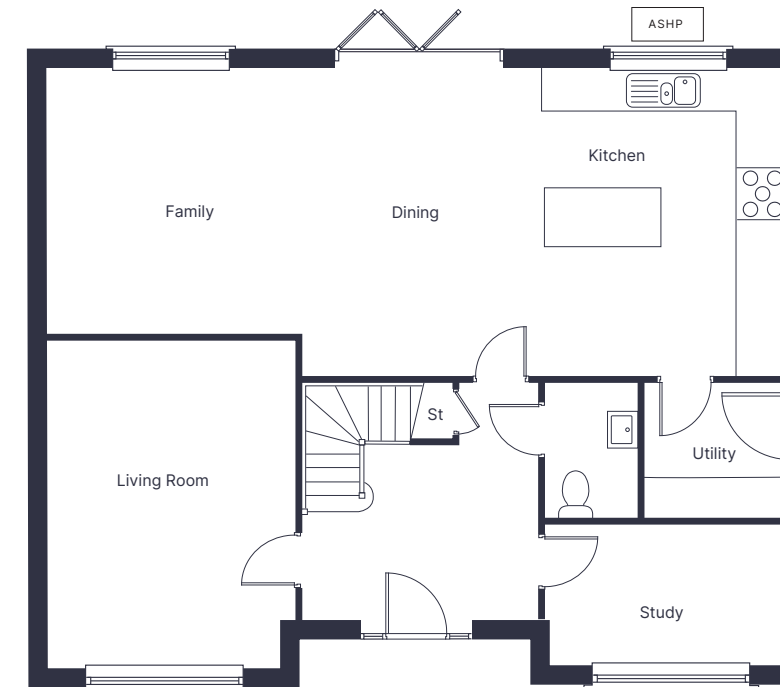 ASHP
Kitchen
Family
Dining
St
Utility
Living Room
Study